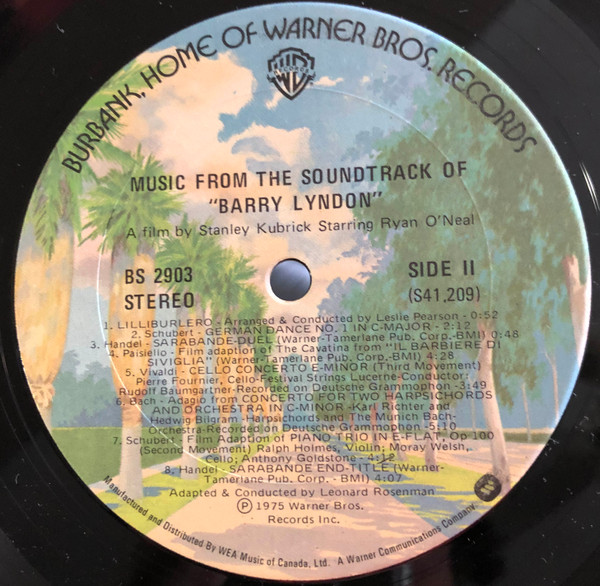 BURBANK, HOME OF WARNER BROS. RECORDS
RECORDS
MUSIC FROM THE SOUNDTRACK OF
"BARRY LYNDON"
A film by Stanley Kubrick Starring Ryan O'Neal
BS 2903
STEREO
SIDE II
(S41,209)
1. LILLIBURLERO - Arranged & Conducted by Leslie Pearson - 0:52
2. Schubert - GERMAN DANCE NO. 1 IN C-MAJOR - 2:12
3. Handel - SARABANDE-DUEL (Warner-Tamerlane Pub. Corp.-BMI) 0:48
4. Paisiello - Film adaption of The Cavatina from "IL BARBIERE DI
SIVIGLIA" (Warner-Tamerlane Pub. Corp.-BMI) 4:28
5. Vivaldi - CELLO CONCERTO E-MINOR (Third Movement)
Pierre Fournier, Cello-Festival Strings Lucerne-Conductor:
Rudolf Baumgartner-Recorded on Deutsche Grammophon - 3:49
6. Bach - Adagio from CONCERTO FOR TWO HARPSICHORDS
AND ORCHESTRA IN C-MINOR - Karl Richter and
Hedwig Bilgram - Harpsichords and The Munich Bach-
Orchestra-Recorded on Deutsche Grammophon - 5:10
7. Schubert - Film Adaption of PIANO TRIO IN E-FLAT, Op 100
(Second Movement) Ralph Holmes, Violin; Moray Welsh,
Cello; Anthony Goldstone - 4:12
8. Handel - SARABANDE END-TITLE (Warner-
Tamerlane Pub. Corp. - BMI) 4:07
Adapted & Conducted by Leonard Rosenman
Ⓟ 1975 Warner Bros.
Records Inc.
Manufactured and Distributed By WEA Music of Canada, Ltd. A Warner Communications Company.